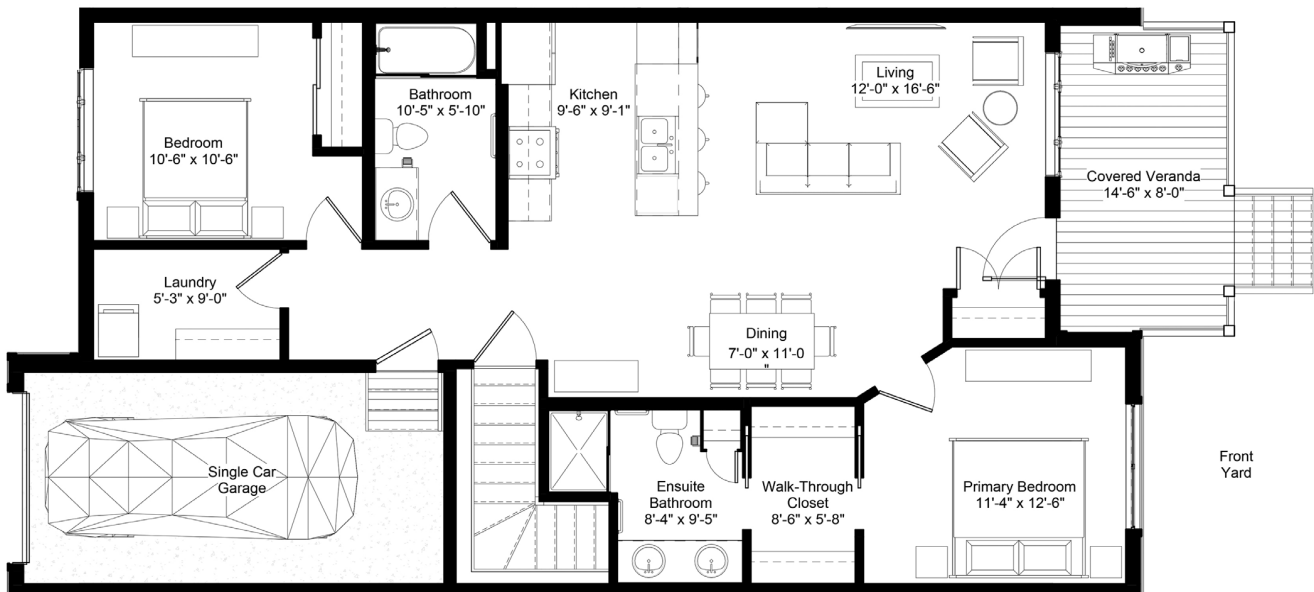 Bedroom
10'-6" x 10'-6"
Bathroom
10'-5" x 5'-10"
Kitchen
9'-6" x 9'-1"
Living
12'-0" x 16'-6"
Covered Veranda
14'-6" x 8'-0"
Laundry
5'-3" x 9'-0"
Dining
7'-0" x 11'-0
"
Single Car
Garage
Ensuite
Bathroom
8'-4" x 9'-5"
Walk-Through
Closet
8'-6" x 5'-8"
Primary Bedroom
11'-4" x 12'-6"
Front
Yard